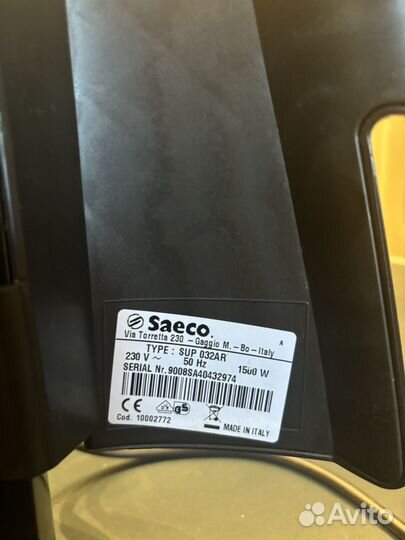 Saeco.
A
Via Torretta 230 - Gaggio M. - Bo - Italy
TYPE : SUP 032AR
230 V ~ 50 Hz 1500 W
SERIAL Nr. 9008SA40432974
CE GS
Cod. 10002772 MADE IN ITALY
Avito